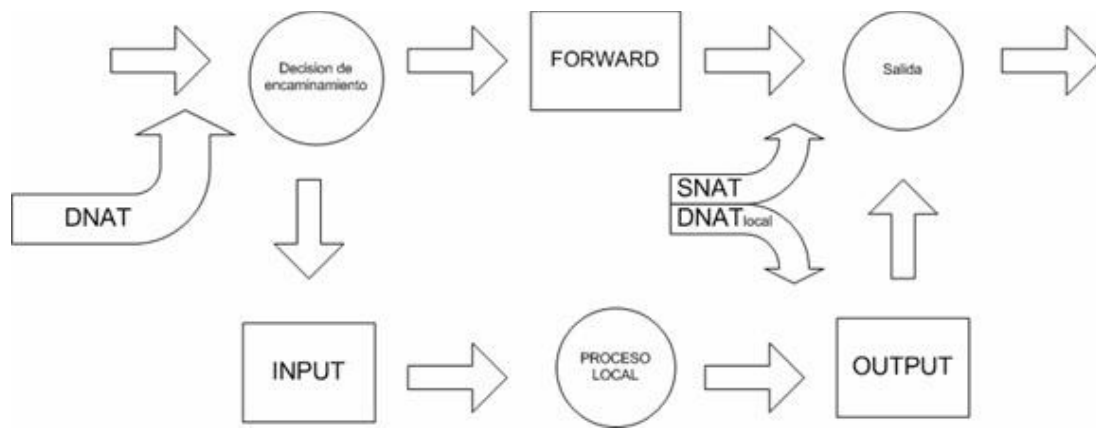 Decision de
encaminamiento
FORWARD
Salida
DNAT
SNAT
DNATlocal
INPUT
PROCESO
LOCAL
OUTPUT